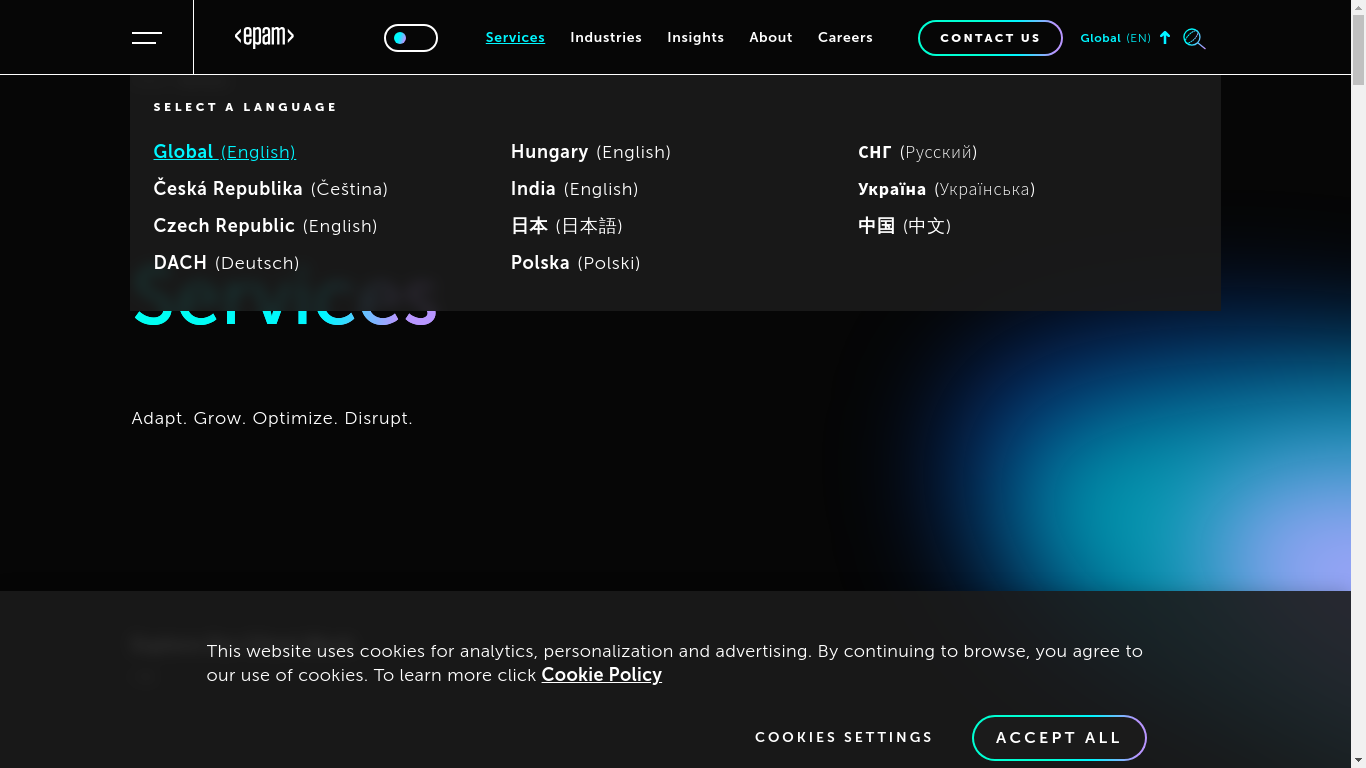 <epam>
Services Industries Insights About Careers CONTACT US Global (EN)
SELECT A LANGUAGE
Global (English)
Česká Republika (Čeština)
Czech Republic (English)
DACH (Deutsch)
Hungary (English)
India (English)
日本 (日本語)
Polska (Polski)
СНГ (Русский)
Україна (Українська)
中国 (中文)
Services
Adapt. Grow. Optimize. Disrupt.
This website uses cookies for analytics, personalization and advertising. By continuing to browse, you agree to
our use of cookies. To learn more click Cookie Policy
COOKIES SETTINGS ACCEPT ALL